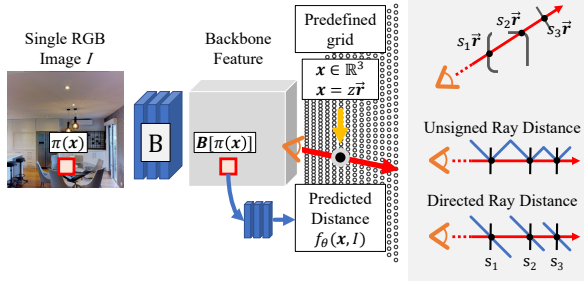 Single RGB
Image I
π(x)
B
Backbone
Feature
B[π(x)]
Predefined
grid
x ∈ ℝ³
x = zr⃗
Predicted
Distance
fθ(x, I)
s₁r⃗
s₂r⃗
s₃r⃗
Unsigned Ray Distance
Directed Ray Distance
s₁ s₂ s₃